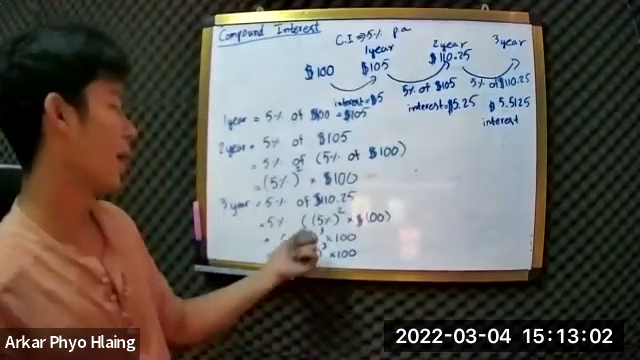 Compound Interest
C.I ⇒ 5% pa
1year 2year 3year
$100 $105 $110.25
interest=$5 5% of $105 5% of $110.25
interest=$5.25 $5.5125
interest
1year = 5% of $100 = $105
2year = 5% of $105
= 5% of (5% of $100)
= (5%)² × $100
3year = 5% of $110.25
= 5% ((5%)² × $100)
× 100
× 100
Arkar Phyo Hlaing
2022-03-04 15:13:02